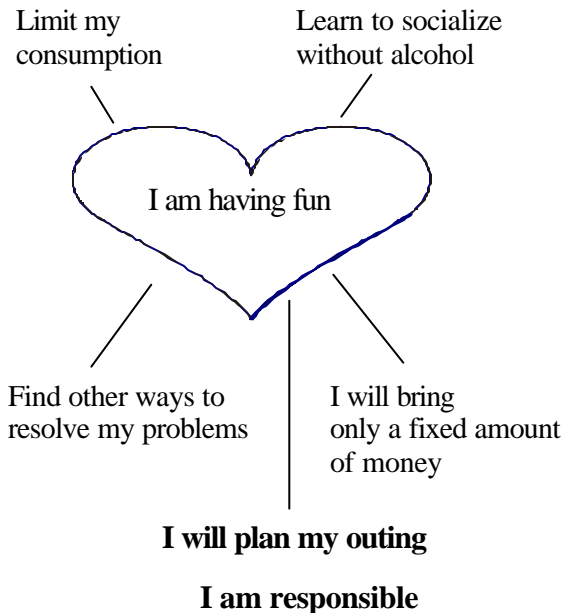 Limit my
consumption
Learn to socialize
without alcohol
I am having fun
Find other ways to
resolve my problems
I will bring
only a fixed amount
of money
I will plan my outing
I am responsible